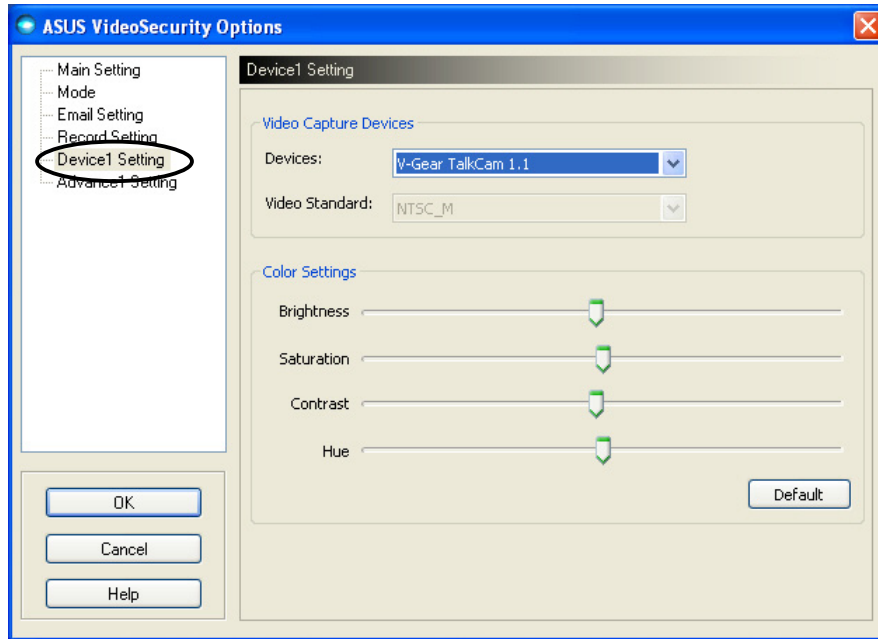 ASUS VideoSecurity Options
Main Setting
Mode
Email Setting
Record Setting
Device1 Setting
Advance1 Setting
OK
Cancel
Help
Device1 Setting
Video Capture Devices
Devices: V-Gear TalkCam 1.1
Video Standard: NTSC_M
Color Settings
Brightness
Saturation
Contrast
Hue
Default